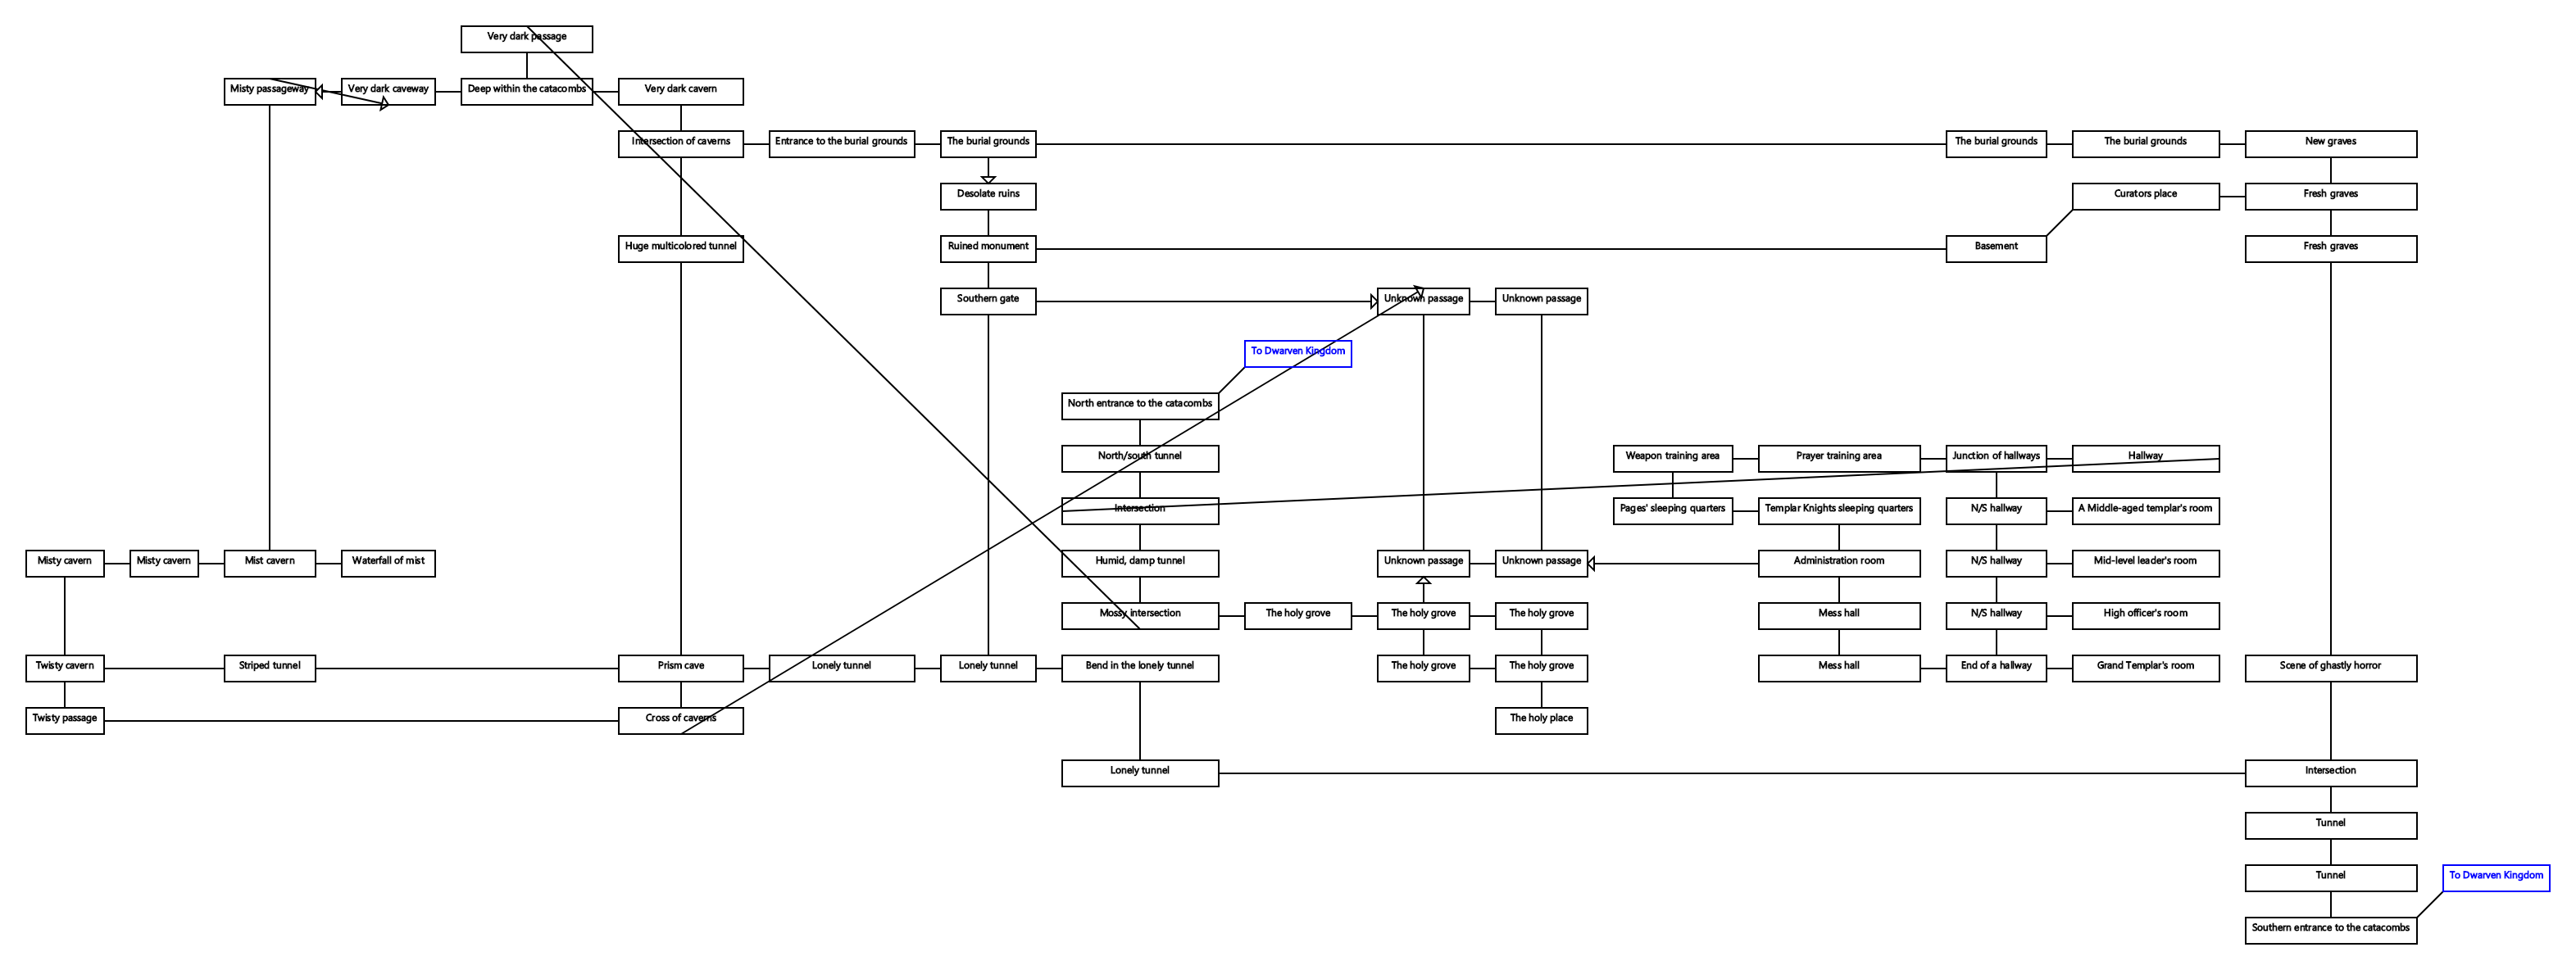 Very dark passage
Misty passageway
Very dark caveway
Deep within the catacombs
Very dark cavern
Intersection of caverns
Entrance to the burial grounds
The burial grounds
The burial grounds
The burial grounds
New graves
Desolate ruins
Curators place
Fresh graves
Huge multicolored tunnel
Ruined monument
Basement
Fresh graves
Southern gate
Unknown passage
Unknown passage
To Dwarven Kingdom
North entrance to the catacombs
North/south tunnel
Weapon training area
Prayer training area
Junction of hallways
Hallway
Intersection
Pages' sleeping quarters
Templar Knights sleeping quarters
N/S hallway
A Middle-aged templar's room
Misty cavern
Misty cavern
Mist cavern
Waterfall of mist
Humid, damp tunnel
Unknown passage
Unknown passage
Administration room
N/S hallway
Mid-level leader's room
Mossy intersection
The holy grove
The holy grove
The holy grove
Mess hall
N/S hallway
High officer's room
Twisty cavern
Striped tunnel
Prism cave
Lonely tunnel
Lonely tunnel
Bend in the lonely tunnel
The holy grove
The holy grove
Mess hall
End of a hallway
Grand Templar's room
Scene of ghastly horror
Twisty passage
Cross of caverns
The holy place
Lonely tunnel
Intersection
Tunnel
Tunnel
To Dwarven Kingdom
Southern entrance to the catacombs